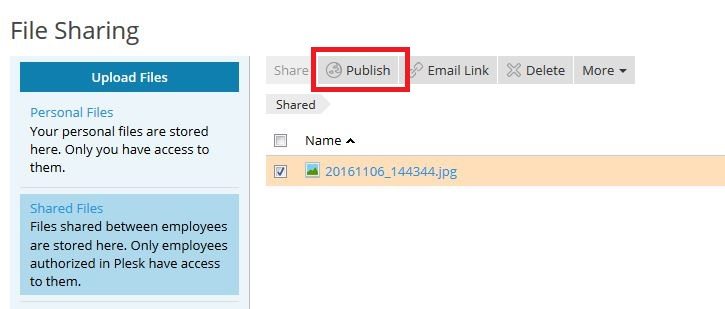 File Sharing
Upload Files
Share Publish Email Link Delete More
Personal Files
Your personal files are stored
here. Only you have access to
them.
Shared
Name
20161106_144344.jpg
Shared Files
Files shared between employees
are stored here. Only employees
authorized in Plesk have access
to them.